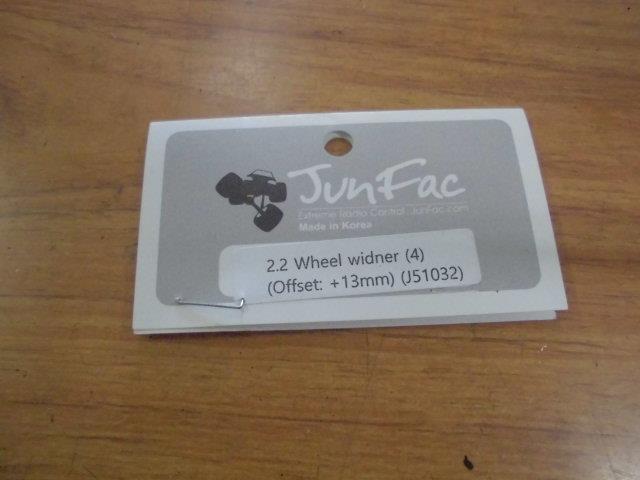 JunFac
Extreme Radio Control. JunFac.com
Made in Korea
2.2 Wheel widner (4)
(Offset: +13mm) (J51032)